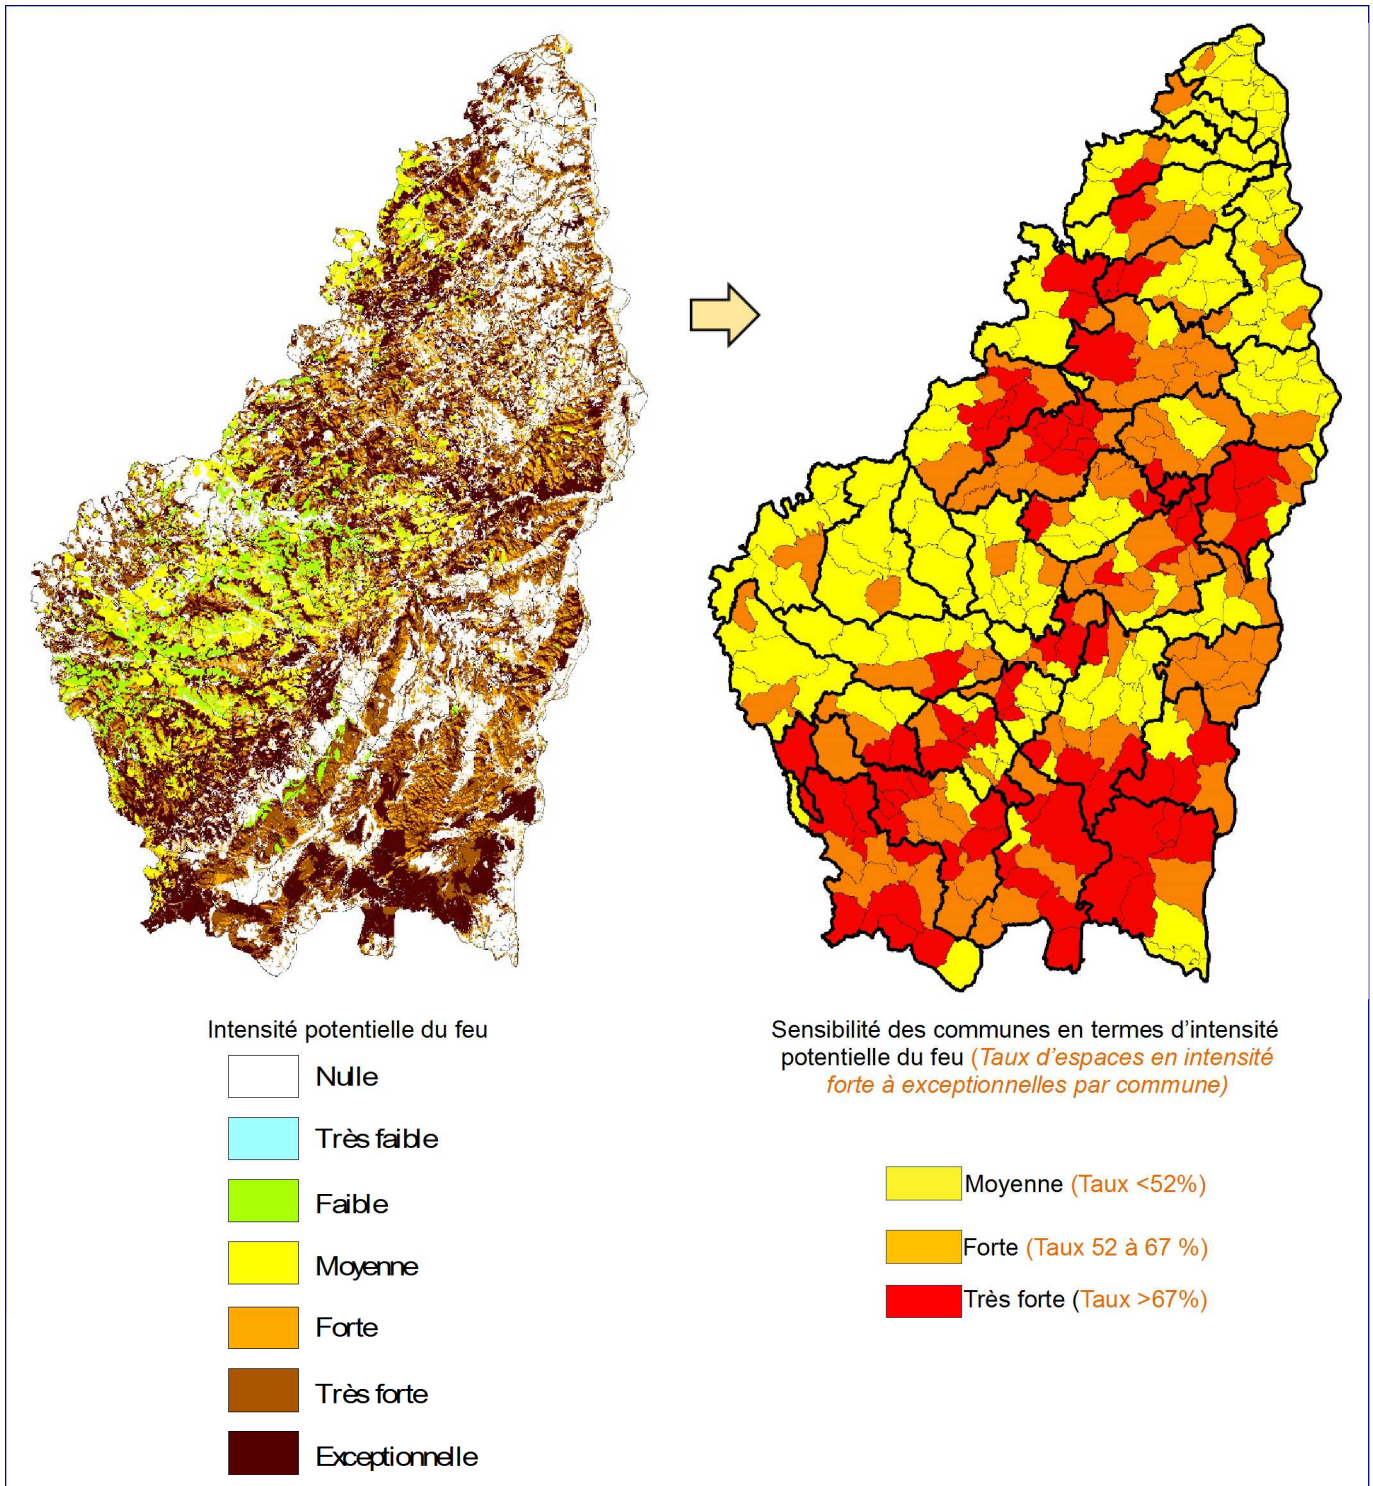 Intensité potentielle du feu
Nulle
Très faible
Faible
Moyenne
Forte
Très forte
Exceptionnelle
Sensibilité des communes en termes d'intensité
potentielle du feu (Taux d'espaces en intensité
forte à exceptionnelles par commune)
Moyenne (Taux <52%)
Forte (Taux 52 à 67 %)
Très forte (Taux >67%)